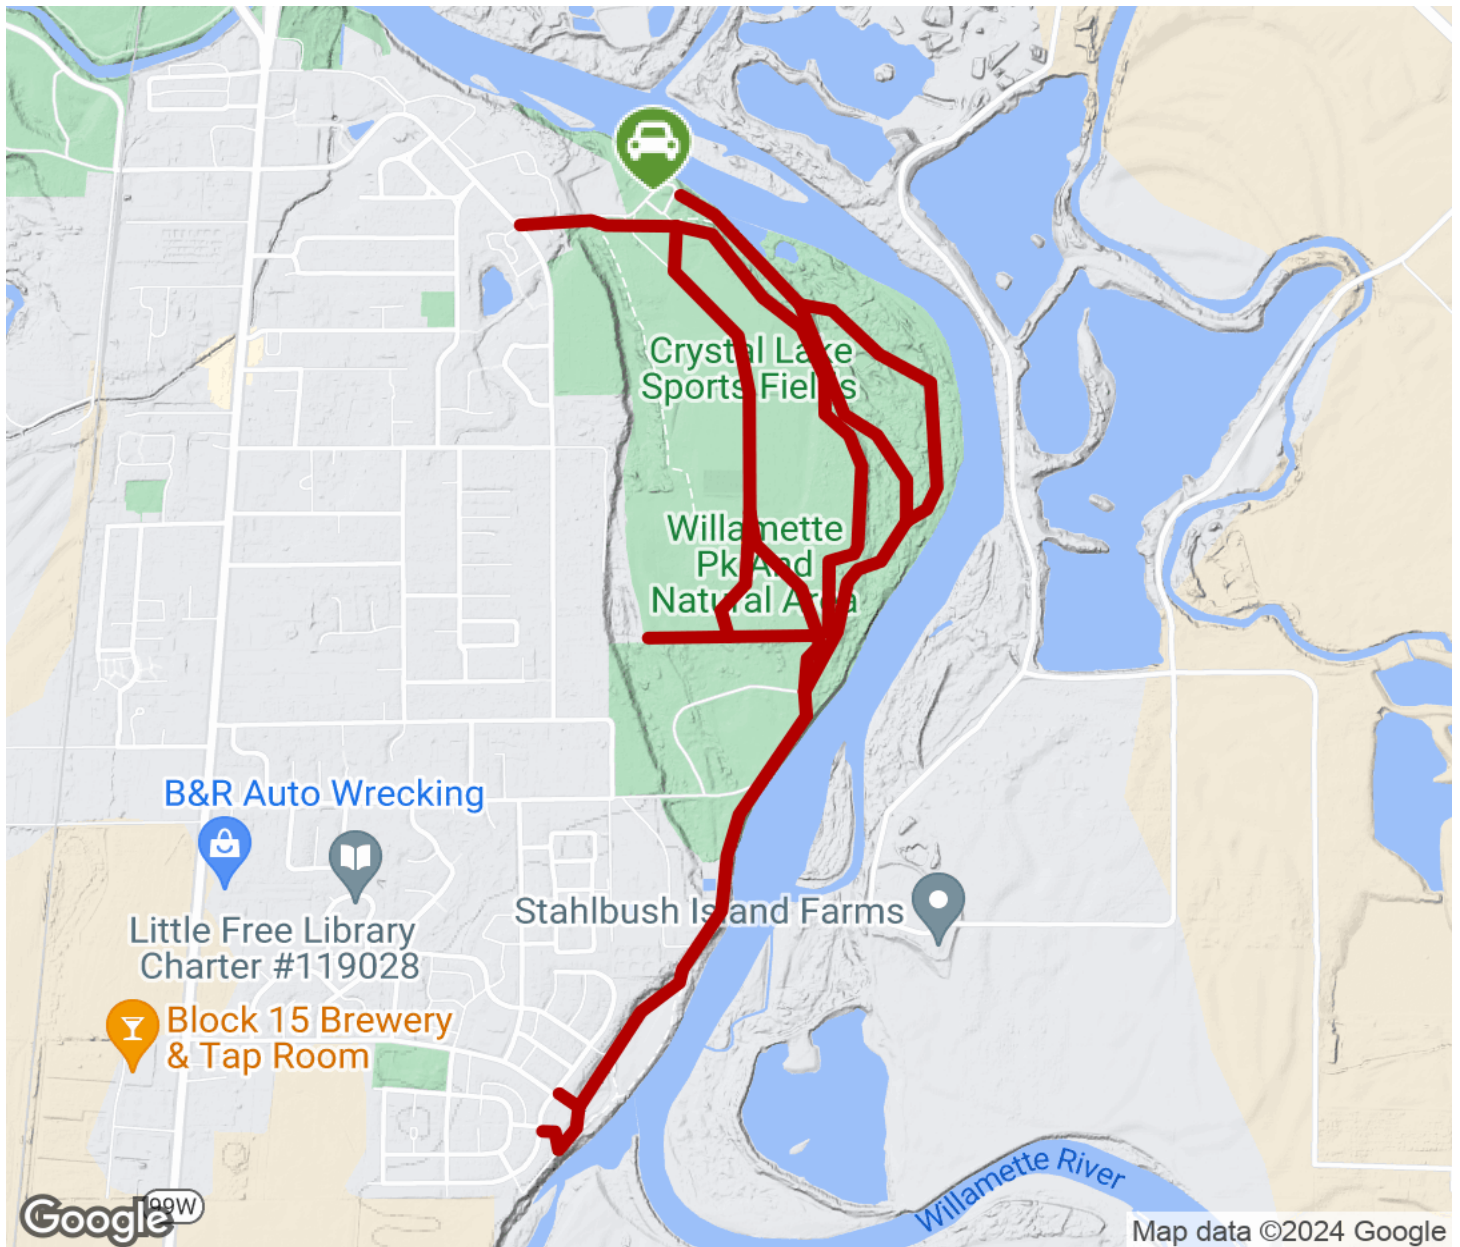 Crystal Lake
Sports Fields
Willamette
Pk And
Natural Area
B&R Auto Wrecking
Stahlbush Island Farms
Little Free Library
Charter #119028
Block 15 Brewery
& Tap Room
Willamette River
99W
Google
Map data ©2024 Google